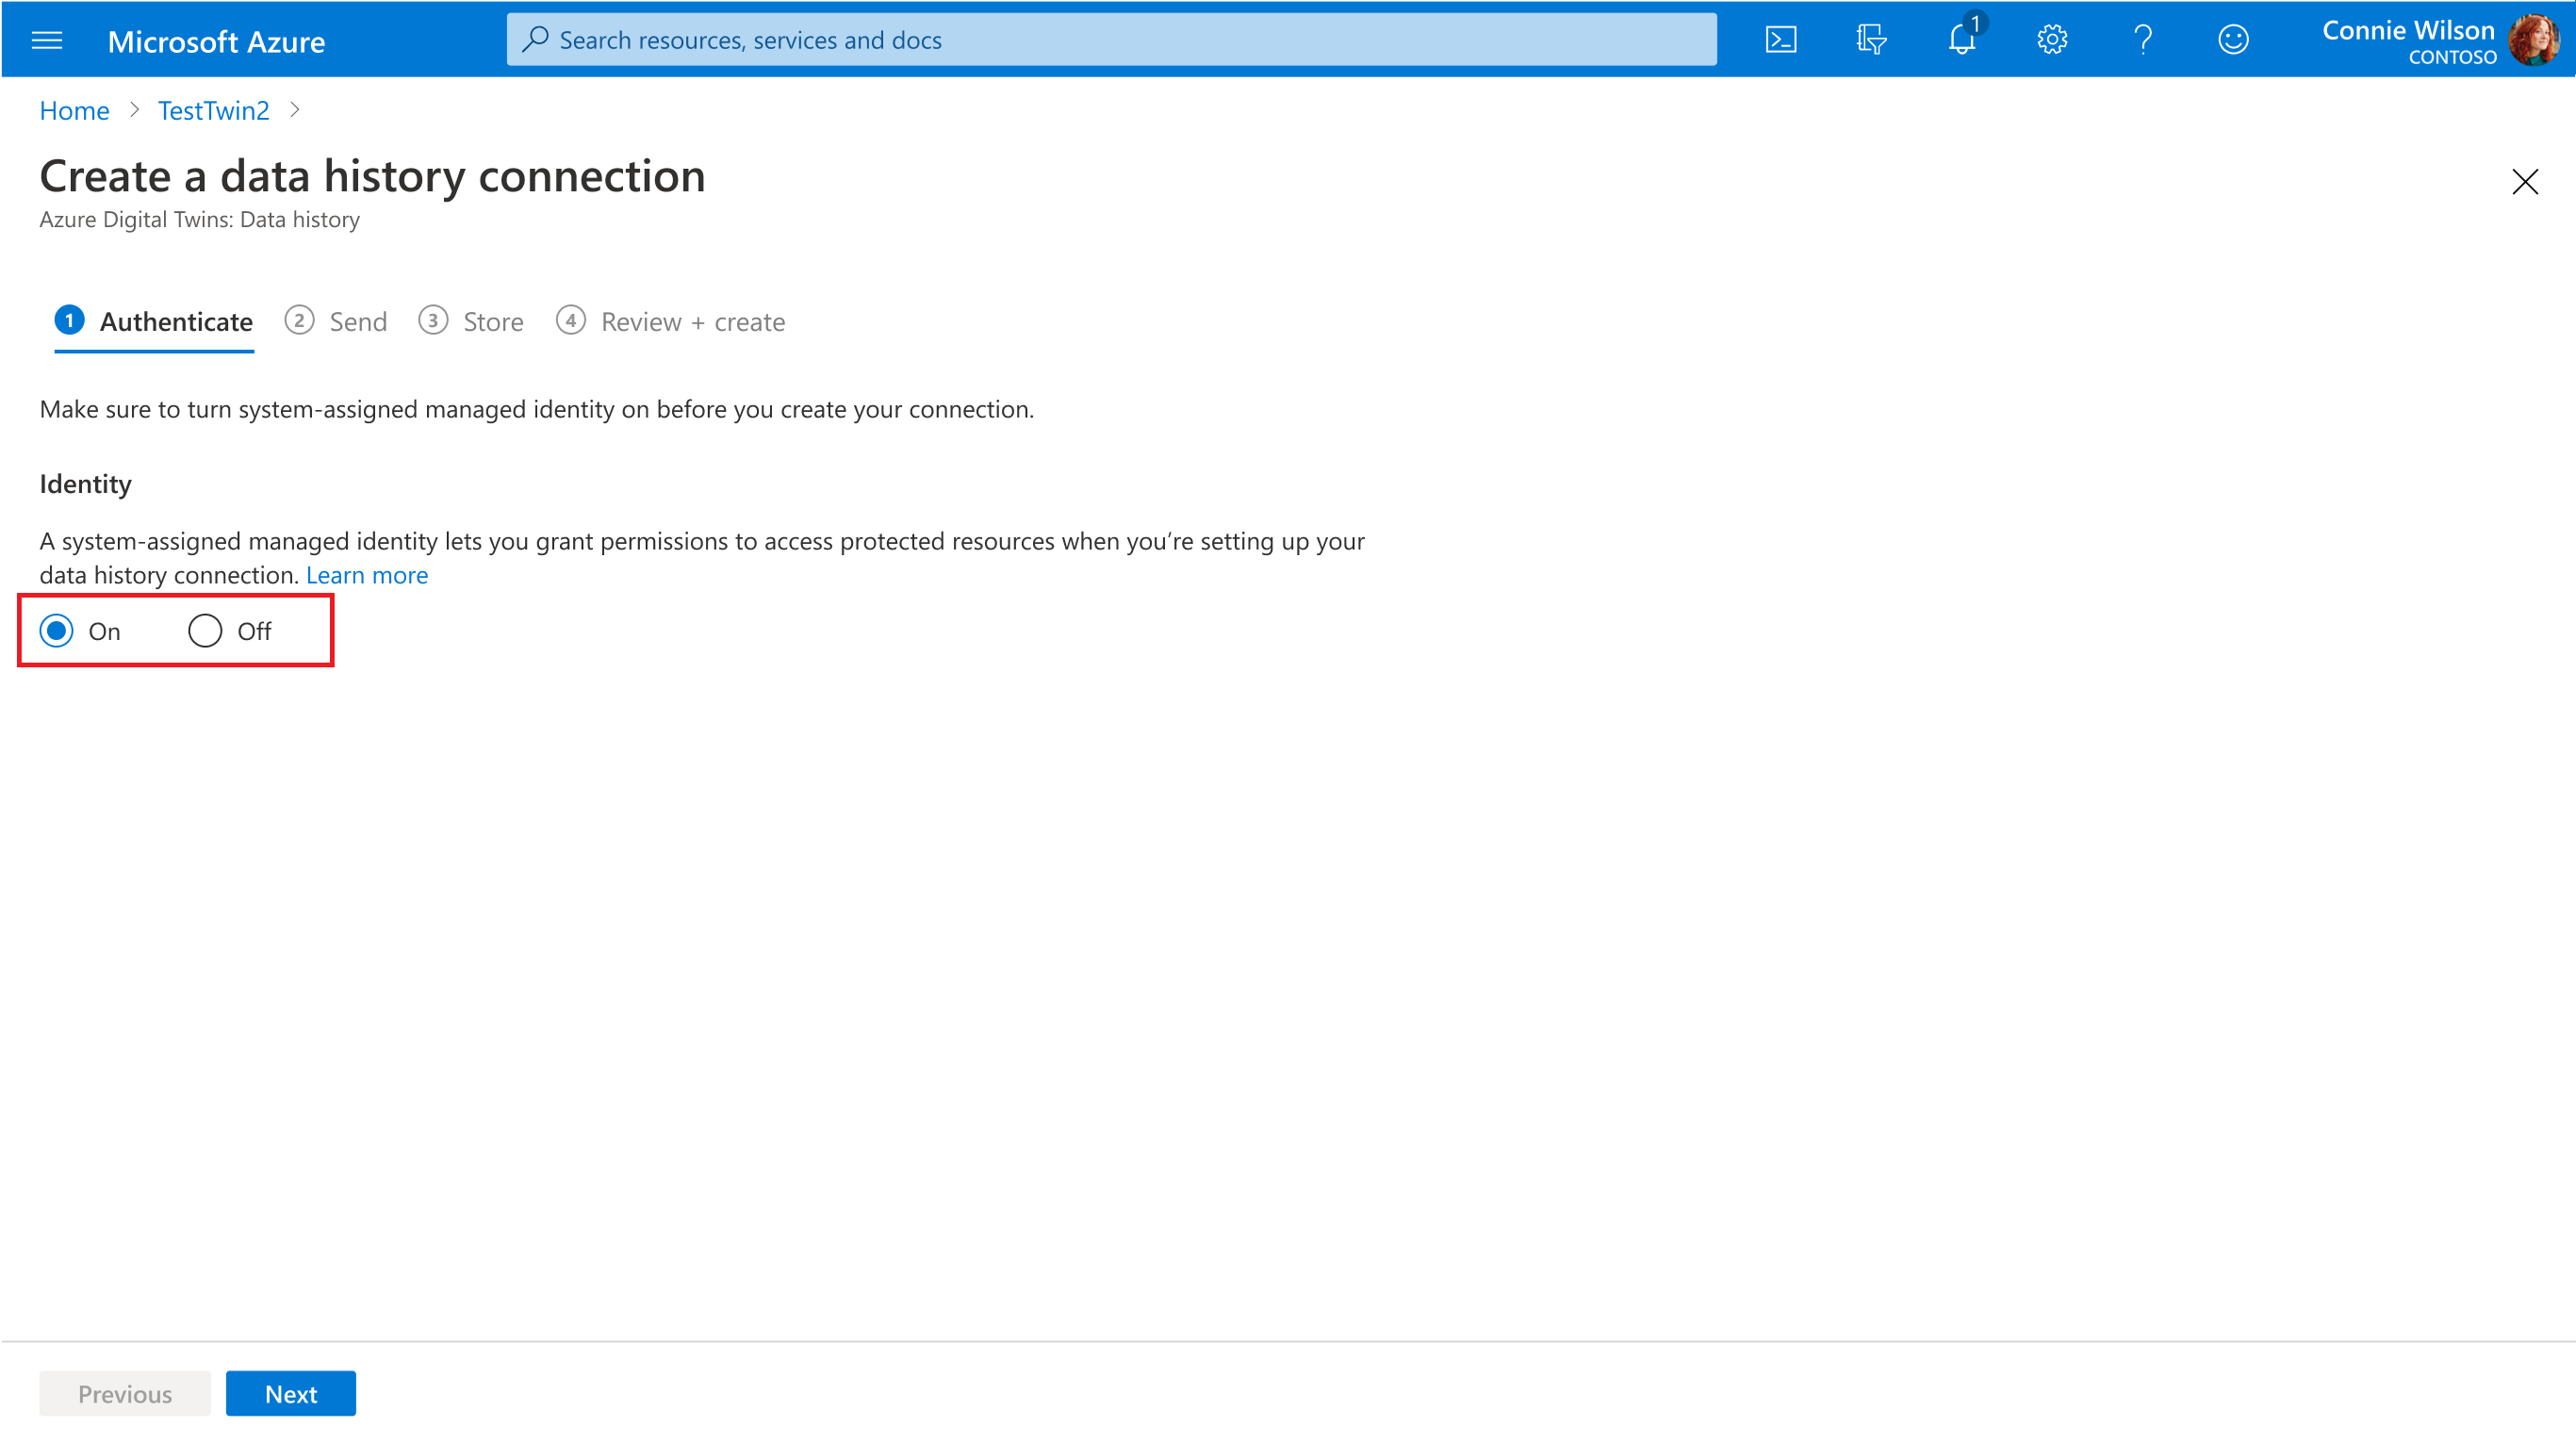 Microsoft Azure
Search resources, services and docs
1
Connie Wilson
CONTOSO
Home > TestTwin2 >
Create a data history connection
Azure Digital Twins: Data history
1 Authenticate 2 Send 3 Store 4 Review + create
Make sure to turn system-assigned managed identity on before you create your connection.
Identity
A system-assigned managed identity lets you grant permissions to access protected resources when you’re setting up your
data history connection. Learn more
On Off
Previous Next